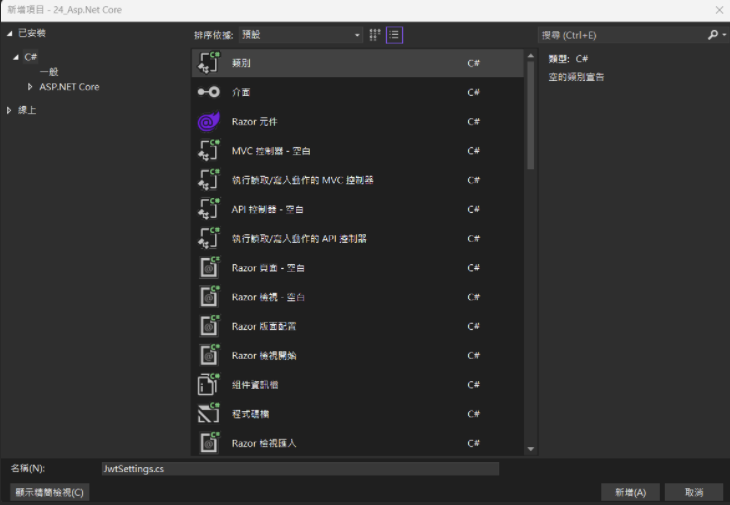 新增項目 - 24_Asp.Net Core
已安裝
C#
一般
ASP.NET Core
線上
排序依據: 預設
類別 C#
介面 C#
Razor 元件 C#
MVC 控制器 - 空白 C#
執行讀取/寫入動作的 MVC 控制器 C#
API 控制器 - 空白 C#
執行讀取/寫入動作的 API 控制器 C#
Razor 頁面 - 空白 C#
Razor 檢視 - 空白 C#
Razor 版面配置 C#
Razor 檢視開始 C#
組件資訊檔 C#
程式碼檔 C#
Razor 檢視匯入 C#
搜尋 (Ctrl+E)
類型: C#
空的類別宣告
名稱(N): JwtSettings.cs
顯示精簡檢視(C)
新增(A)
取消